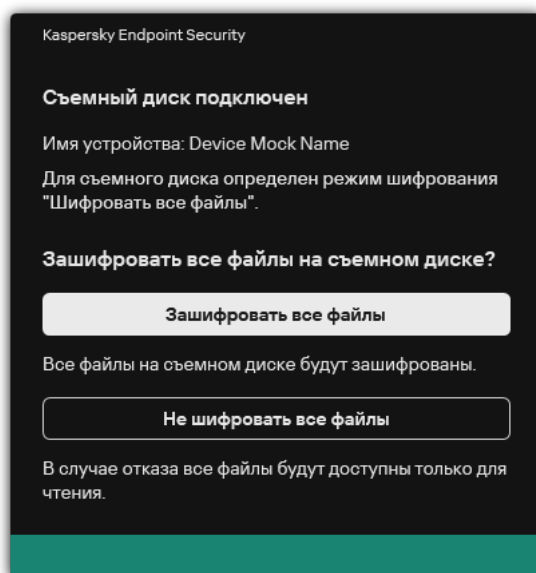 Kaspersky Endpoint Security
Съемный диск подключен
Имя устройства: Device Mock Name
Для съемного диска определен режим шифрования
"Шифровать все файлы".
Зашифровать все файлы на съемном диске?
Зашифровать все файлы
Все файлы на съемном диске будут зашифрованы.
Не шифровать все файлы
В случае отказа все файлы будут доступны только для
чтения.